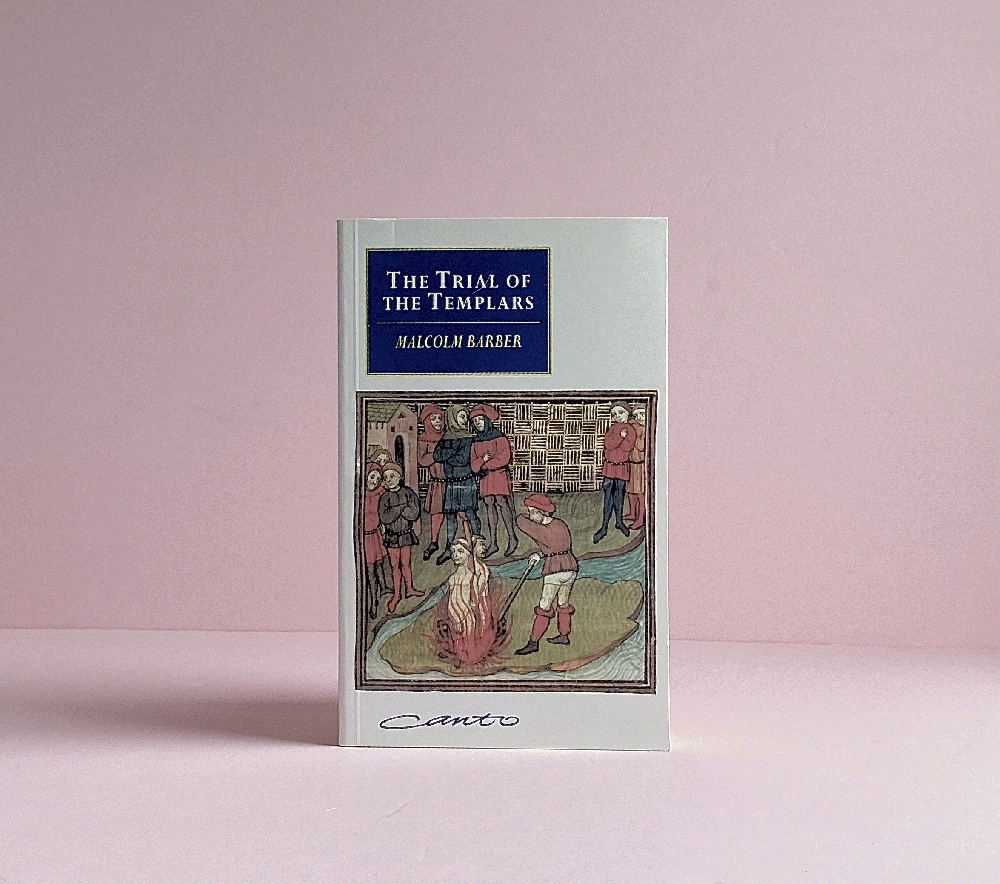 THE TRIAL OF
THE TEMPLARS
MALCOLM BARBER
Canto